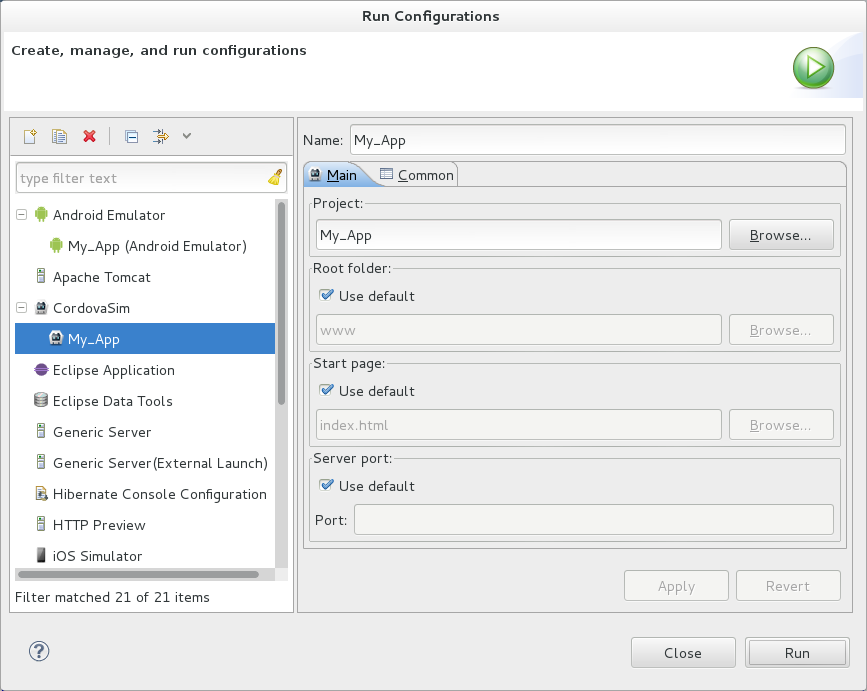 Run Configurations
Create, manage, and run configurations
type filter text
Android Emulator
My_App (Android Emulator)
Apache Tomcat
CordovaSim
My_App
Eclipse Application
Eclipse Data Tools
Generic Server
Generic Server(External Launch)
Hibernate Console Configuration
HTTP Preview
iOS Simulator
Filter matched 21 of 21 items
Name: My_App
Main Common
Project:
My_App Browse...
Root folder:
Use default
www Browse...
Start page:
Use default
index.html Browse...
Server port:
Use default
Port:
Apply Revert
? Close Run